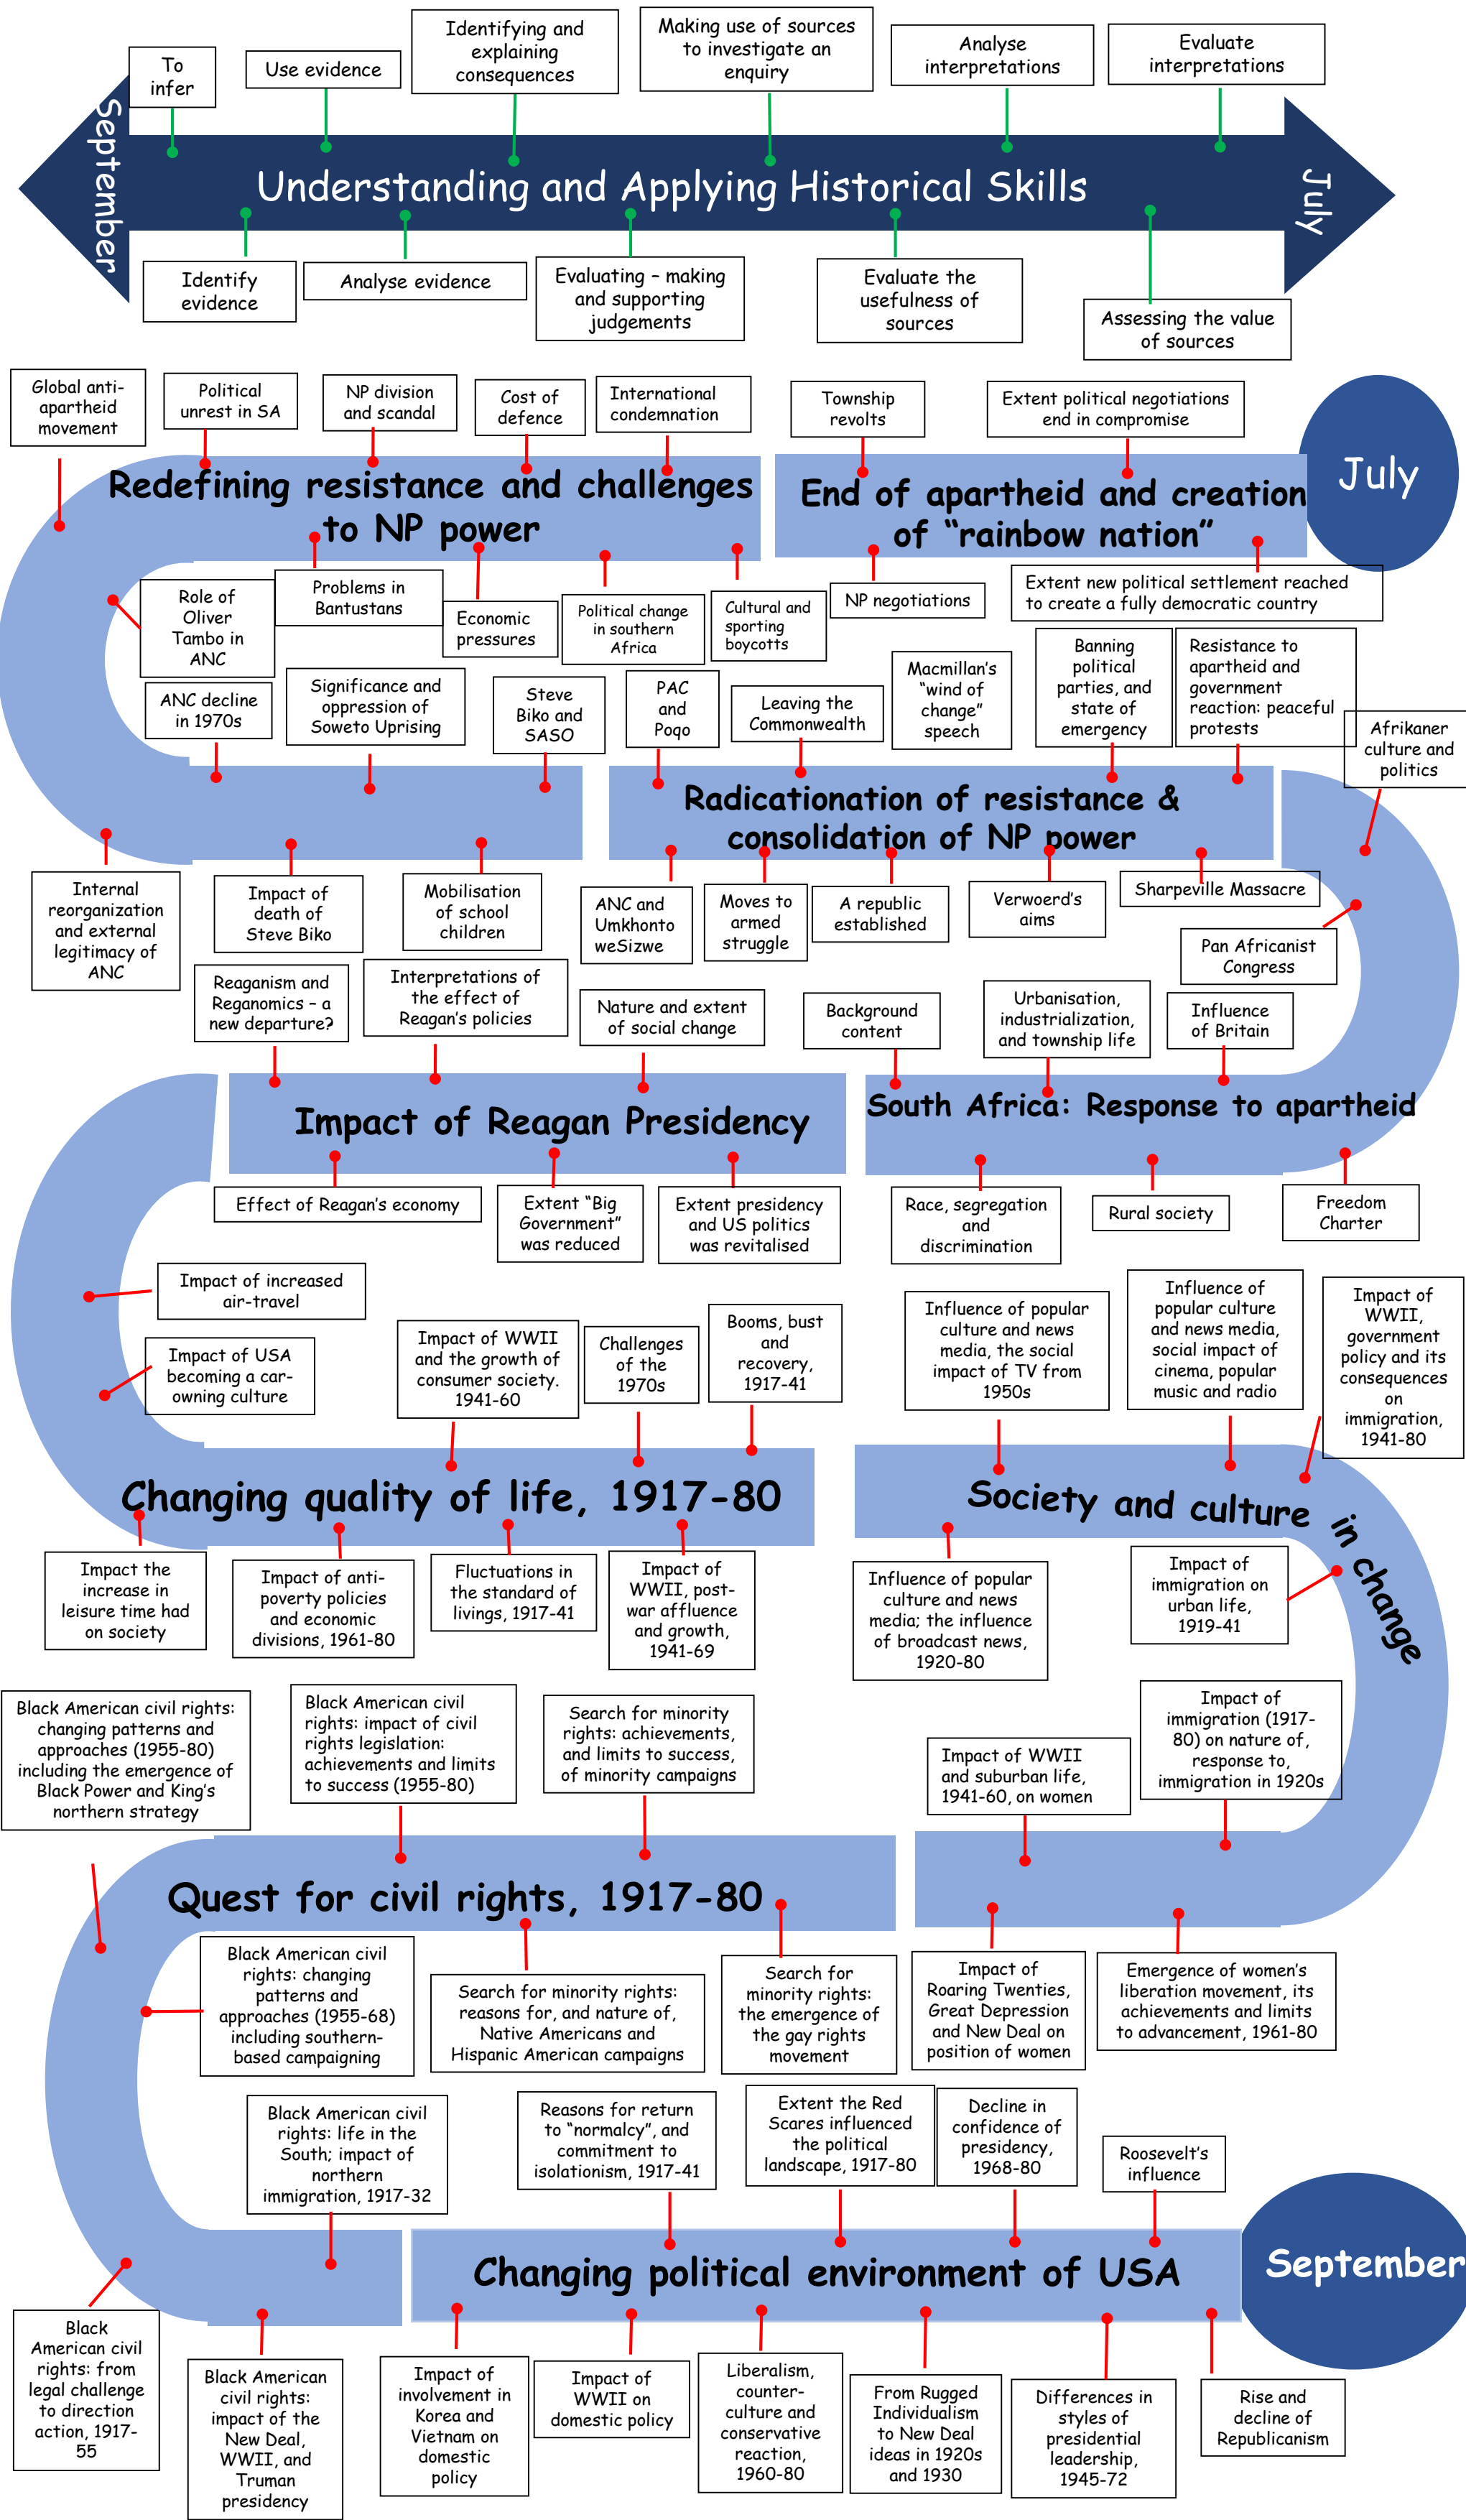 To
infer
Use evidence
Identifying and
explaining
consequences
Making use of sources
to investigate an
enquiry
Analyse
interpretations
Evaluate
interpretations
September
Understanding and Applying Historical Skills
July
Identify
evidence
Analyse evidence
Evaluating – making
and supporting
judgements
Evaluate the
usefulness of
sources
Assessing the value
of sources
Global anti-
apartheid
movement
Political
unrest in SA
NP division
and scandal
Cost of
defence
International
condemnation
Township
revolts
Extent political negotiations
end in compromise
July
Redefining resistance and challenges
to NP power
End of apartheid and creation
of “rainbow nation”
Role of
Oliver
Tambo in
ANC
Problems in
Bantustans
Economic
pressures
Political change
in southern
Africa
Cultural and
sporting
boycotts
NP negotiations
Extent new political settlement reached
to create a fully democratic country
ANC decline
in 1970s
Significance and
oppression of
Soweto Uprising
Steve
Biko and
SASO
PAC
and
Poqo
Leaving the
Commonwealth
Macmillan’s
“wind of
change”
speech
Banning
political
parties, and
state of
emergency
Resistance to
apartheid and
government
reaction: peaceful
protests
Afrikaner
culture and
politics
Radicationation of resistance &
consolidation of NP power
Internal
reorganization
and external
legitimacy of
ANC
Impact of
death of
Steve Biko
Mobilisation
of school
children
ANC and
Umkhonto
weSizwe
Moves to
armed
struggle
A republic
established
Verwoerd’s
aims
Sharpeville Massacre
Pan Africanist
Congress
Reaganism and
Reganomics – a
new departure?
Interpretations of
the effect of
Reagan’s policies
Nature and extent
of social change
Background
content
Urbanisation,
industrialization,
and township life
Influence
of Britain
Impact of Reagan Presidency
South Africa: Response to apartheid
Effect of Reagan’s economy
Extent “Big
Government”
was reduced
Extent presidency
and US politics
was revitalised
Race, segregation
and
discrimination
Rural society
Freedom
Charter
Impact of increased
air-travel
Impact of USA
becoming a car-
owning culture
Impact of WWII
and the growth of
consumer society.
1941-60
Challenges
of the
1970s
Booms, bust
and
recovery,
1917-41
Influence of popular
culture and news
media, the social
impact of TV from
1950s
Influence of
popular culture
and news media,
social impact of
cinema, popular
music and radio
Impact of
WWII,
government
policy and its
consequences
on
immigration,
1941-80
Changing quality of life, 1917-80
Society and culture in change
Impact the
increase in
leisure time had
on society
Impact of anti-
poverty policies
and economic
divisions, 1961-80
Fluctuations in
the standard of
livings, 1917-41
Impact of
WWII, post-
war affluence
and growth,
1941-69
Influence of popular
culture and news
media; the influence
of broadcast news,
1920-80
Impact of
immigration on
urban life,
1919-41
Black American civil rights:
changing patterns and
approaches (1955-80)
including the emergence of
Black Power and King’s
northern strategy
Black American civil
rights: impact of civil
rights legislation:
achievements and limits
to success (1955-80)
Search for minority
rights: achievements,
and limits to success,
of minority campaigns
Impact of WWII
and suburban life,
1941-60, on women
Impact of
immigration (1917-
80) on nature of,
response to,
immigration in 1920s
Quest for civil rights, 1917-80
Black American civil
rights: changing
patterns and
approaches (1955-68)
including southern-
based campaigning
Search for minority rights:
reasons for, and nature of,
Native Americans and
Hispanic American campaigns
Search for
minority rights:
the emergence of
the gay rights
movement
Impact of
Roaring Twenties,
Great Depression
and New Deal on
position of women
Emergence of women’s
liberation movement, its
achievements and limits
to advancement, 1961-80
Black American civil
rights: life in the
South; impact of
northern
immigration, 1917-32
Reasons for return
to “normalcy”, and
commitment to
isolationism, 1917-41
Extent the Red
Scares influenced
the political
landscape, 1917-80
Decline in
confidence of
presidency,
1968-80
Roosevelt’s
influence
Changing political environment of USA
September
Black
American civil
rights: from
legal challenge
to direction
action, 1917-
55
Black American
civil rights:
impact of the
New Deal,
WWII, and
Truman
presidency
Impact of
involvement in
Korea and
Vietnam on
domestic
policy
Impact of
WWII on
domestic policy
Liberalism,
counter-
culture and
conservative
reaction,
1960-80
From Rugged
Individualism
to New Deal
ideas in 1920s
and 1930
Differences in
styles of
presidential
leadership,
1945-72
Rise and
decline of
Republicanism